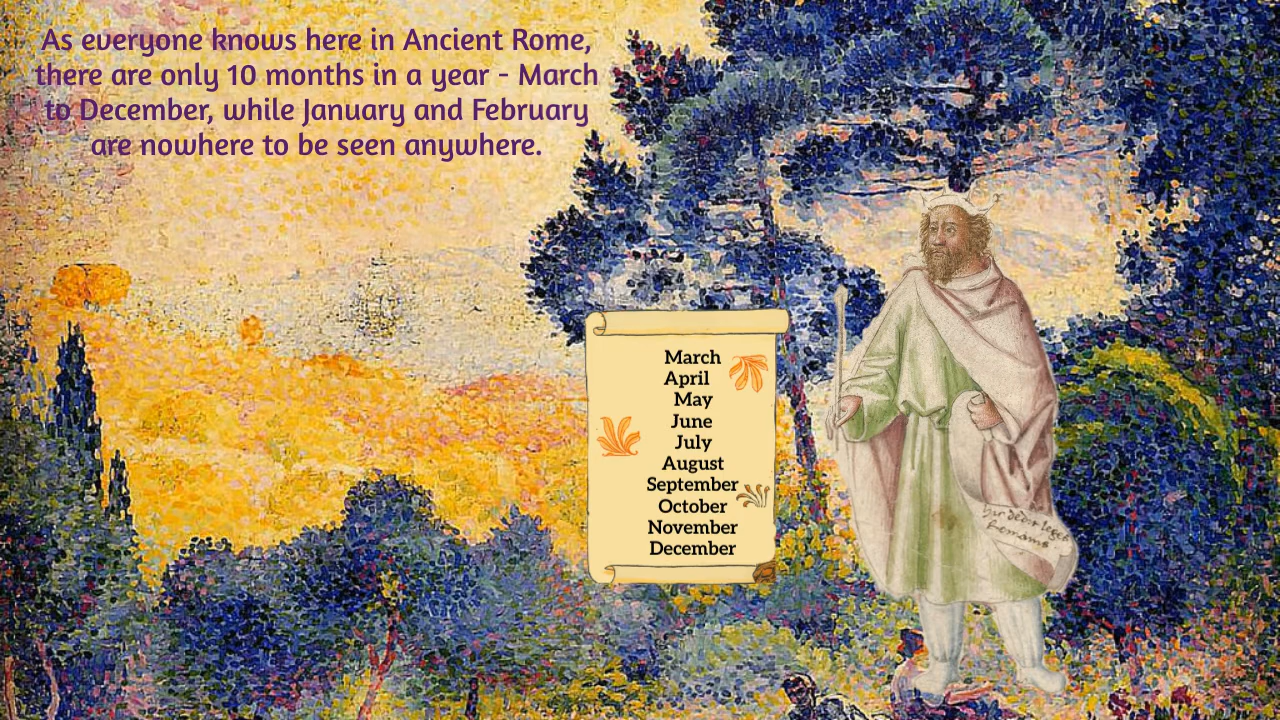 As everyone knows here in Ancient Rome,
there are only 10 months in a year - March
to December, while January and February
are nowhere to be seen anywhere.
March
April
May
June
July
August
September
October
November
December